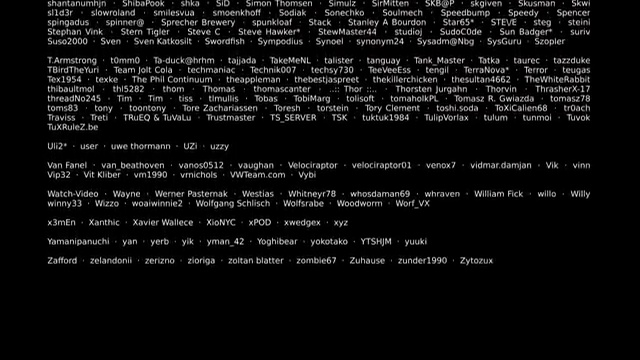 shantanumhjn · ShibaPook · shka · SiD · Simon Thomsen · Simulz · SirMitten · SKB@P · skgiven · Skusman · Skwi
sl1d3r · slowroland · smilesvua · smoenkhoff · Sodiak · Sonechko · Soulmech · Speedbump · Speedy · Spencer
spingadus · spinner@ · Sprecher Brewery · spunkloaf · Stack · Stanley A Bourdon · Star65* · STE\/E · steg · steini
Stephan Vink · Stern Tigler · Steve C · Steve Hawker* · StewMaster44 · studioj · SudoC0de · Sun Badger* · suriv
Suso2000 · Sven · Sven Katkosilt · Swordfish · Sympodius · Synoel · synonym24 · Sysadm@Nbg · SysGuru · Szopler
T.Armstrong · t0mm0 · Ta-duck@hrhm · tajjada · TakeMeNL · talister · tanguay · Tank_Master · Tatka · taurec · tazzduke
TBirdTheYuri · Team Jolt Cola · techmaniac · Technik007 · techsy730 · TeeVeeEss · tengil · TerraNova* · Terror · teugas
Tex1954 · texke · The Phil Continuum · theappleman · thebestjaspreet · thekillerchicken · thesultan4662 · TheWhiteRabbit
thibaultmol · thl5282 · thom · Thomas · thomascanter · ..:: Thor ::.. · Thorsten Jurgahn · Thorvin · ThrasherX-17
threadNo245 · Tim · Tim · tiss · tlmullis · Tobas · TobiMarg · tolisoft · tomaholkPL · Tomasz R. Gwiazda · tomasz78
toms83 · tony · toontony · Tore Zachariassen · Toresh · torstein · Tory Clement · toshi.soda · ToXiCalien68 · tr0ach
Traviss · Treti · TRuEQ & TuVaLu · Trustmaster · TS_SERVER · TSK · tuktuk1984 · TulipVorlax · tulum · tunmoi · Tuvok
TuXRuleZ.be
Uli2* · user · uwe thormann · UZi · uzzy
Van Fanel · van_beathoven · vanos0512 · vaughan · Velociraptor · velociraptor01 · venox7 · vidmar.damjan · Vik · vinn
Vip32 · Vit Kliber · vm1990 · vrnichols · VWTeam.com · Vybi
Watch-Video · Wayne · Werner Pasternak · Westias · Whitney78 · whosdaman69 · whraven · William Fick · willo · Willy
winny33 · Wizzo · woaiwinnie2 · Wolfgang Schlisch · Wolfsrabe · Woodworm · Worf_VX
x3mEn · Xanthic · Xavier Wallece · XioNYC · xPOD · xwedgex · xyz
Yamanipanuchi · yan · yerb · yik · yman_42 · Yoghibear · yokotako · YTSHJM · yuuki
Zafford · zelandonii · zerizno · zioriga · zoltan blatter · zombie67 · Zuhause · zunder1990 · Zytozux